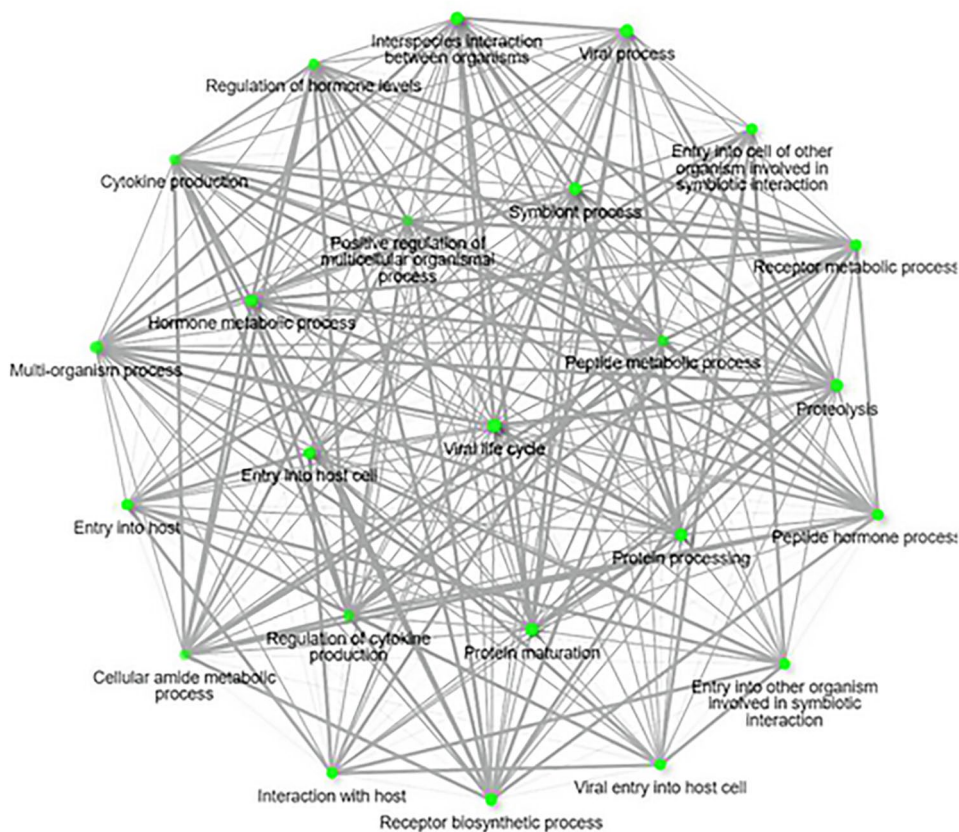 Interspecies interaction
between organisms
Viral process
Regulation of hormone levels
Entry into cell of other
organism involved in
symbiotic interaction
Cytokine production
Symbiont process
Positive regulation of
multicellular organismal
process
Receptor metabolic process
Hormone metabolic process
Multi-organism process
Peptide metabolic process
Proteolysis
Viral life cycle
Entry into host cell
Entry into host
Peptide hormone process
Protein processing
Regulation of cytokine
production
Protein maturation
Cellular amide metabolic
process
Entry into other organism
involved in symbiotic
interaction
Interaction with host
Viral entry into host cell
Receptor biosynthetic process